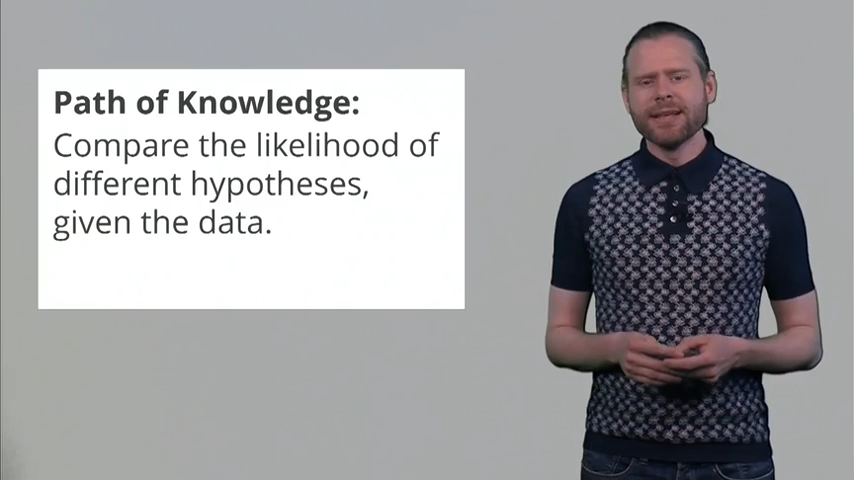 Path of Knowledge:
Compare the likelihood of
different hypotheses,
given the data.